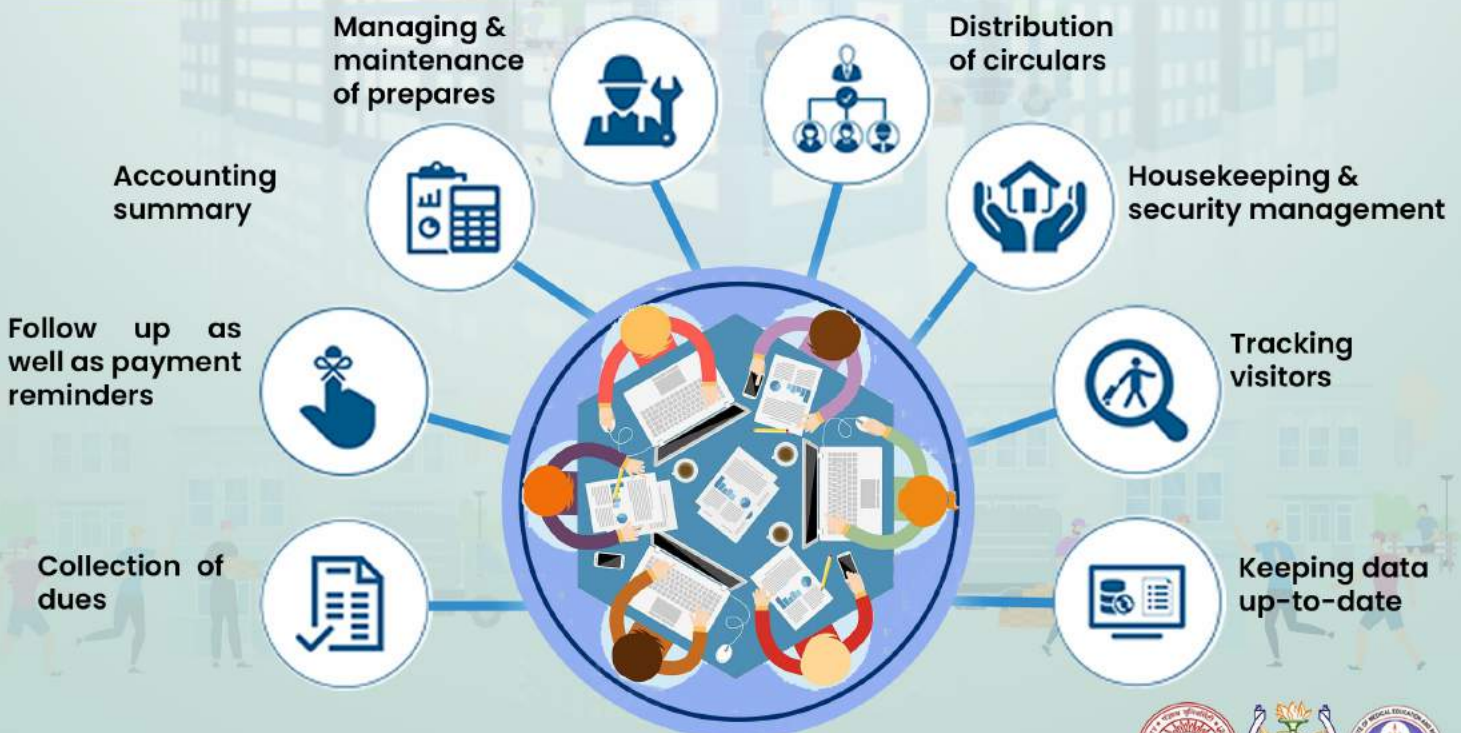 Managing &
maintenance
of prepares
Distribution
of circulars
Accounting
summary
Housekeeping &
security management
Follow up as
well as payment
reminders
Tracking
visitors
Collection of
dues
Keeping data
up-to-date